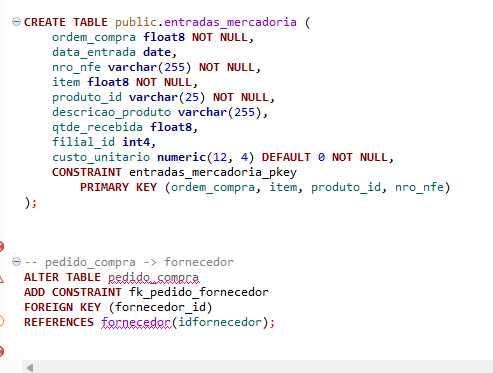 CREATE TABLE public.entradas_mercadoria (
ordem_compra float8 NOT NULL,
data_entrada date,
nro_nfe varchar(255) NOT NULL,
item float8 NOT NULL,
produto_id varchar(25) NOT NULL,
descricao_produto varchar(255),
qtde_recebida float8,
filial_id int4,
custo_unitario numeric(12, 4) DEFAULT 0 NOT NULL,
CONSTRAINT entradas_mercadoria_pkey
PRIMARY KEY (ordem_compra, item, produto_id, nro_nfe)
);
-- pedido_compra -> fornecedor
ALTER TABLE pedido_compra
ADD CONSTRAINT fk_pedido_fornecedor
FOREIGN KEY (fornecedor_id)
REFERENCES fornecedor(idfornecedor);